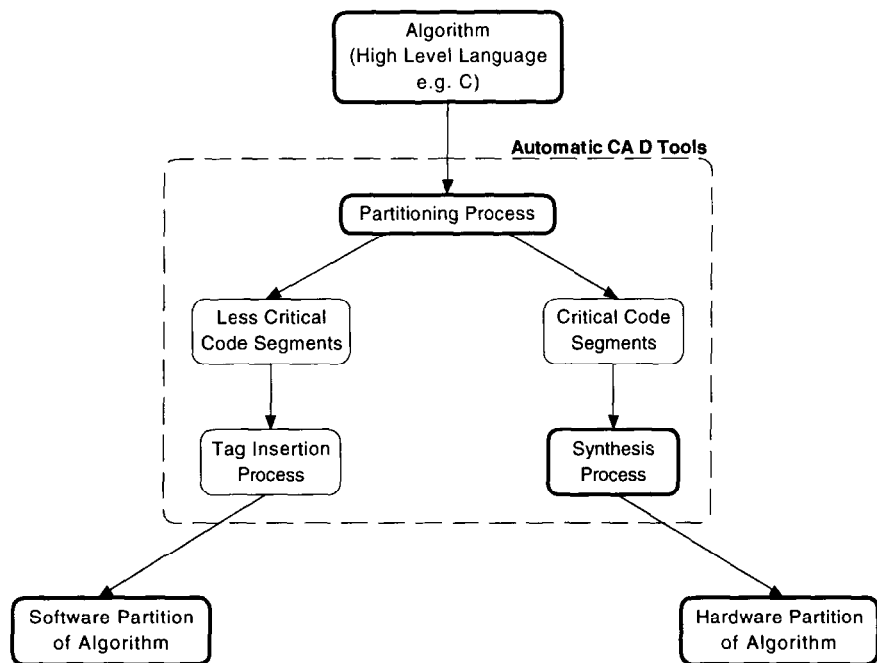 Algorithm
(High Level Language
e.g. C)
Automatic CA D Tools
Partitioning Process
Less Critical
Code Segments
Critical Code
Segments
Tag Insertion
Process
Synthesis
Process
Software Partition
of Algorithm
Hardware Partition
of Algorithm